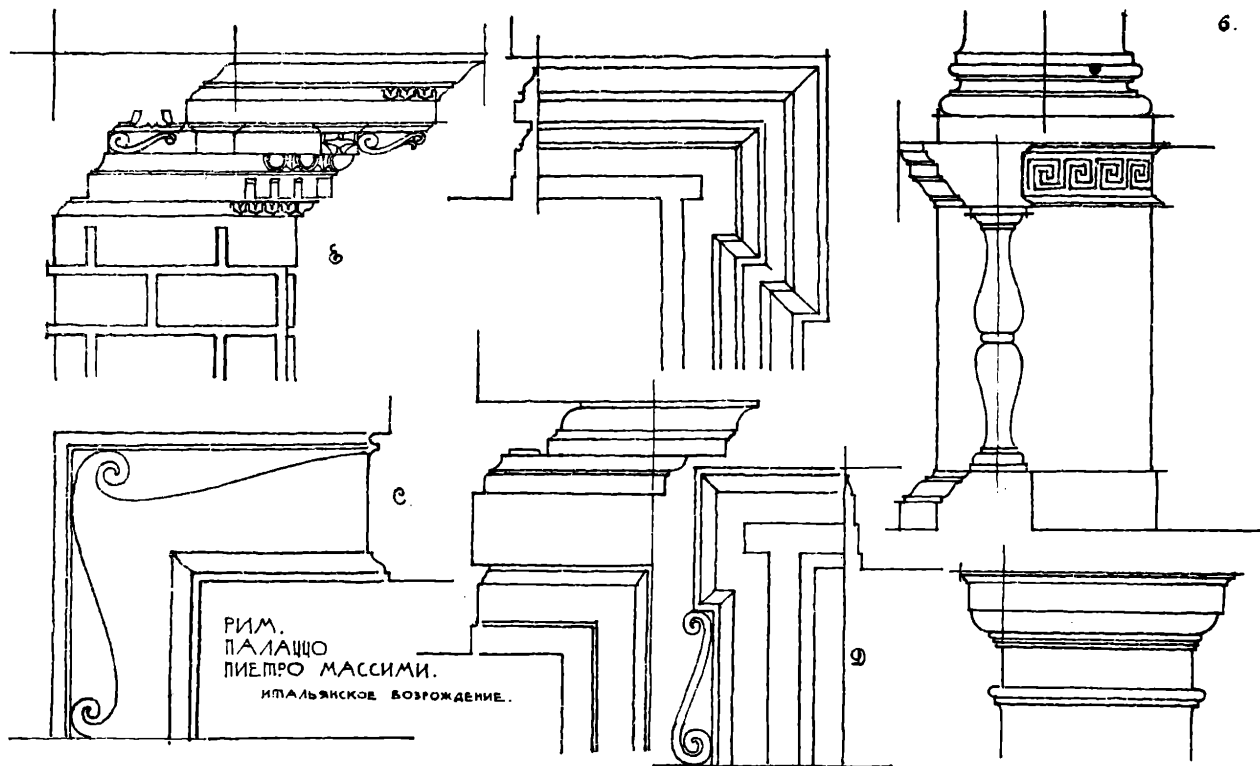 6.
Е
С.
РИМ.
ПАЛАЦЦО
ПИЕТРО МАССИМИ.
ИТАЛЬЯНСКОЕ ВОЗРОЖДЕНИЕ.
D